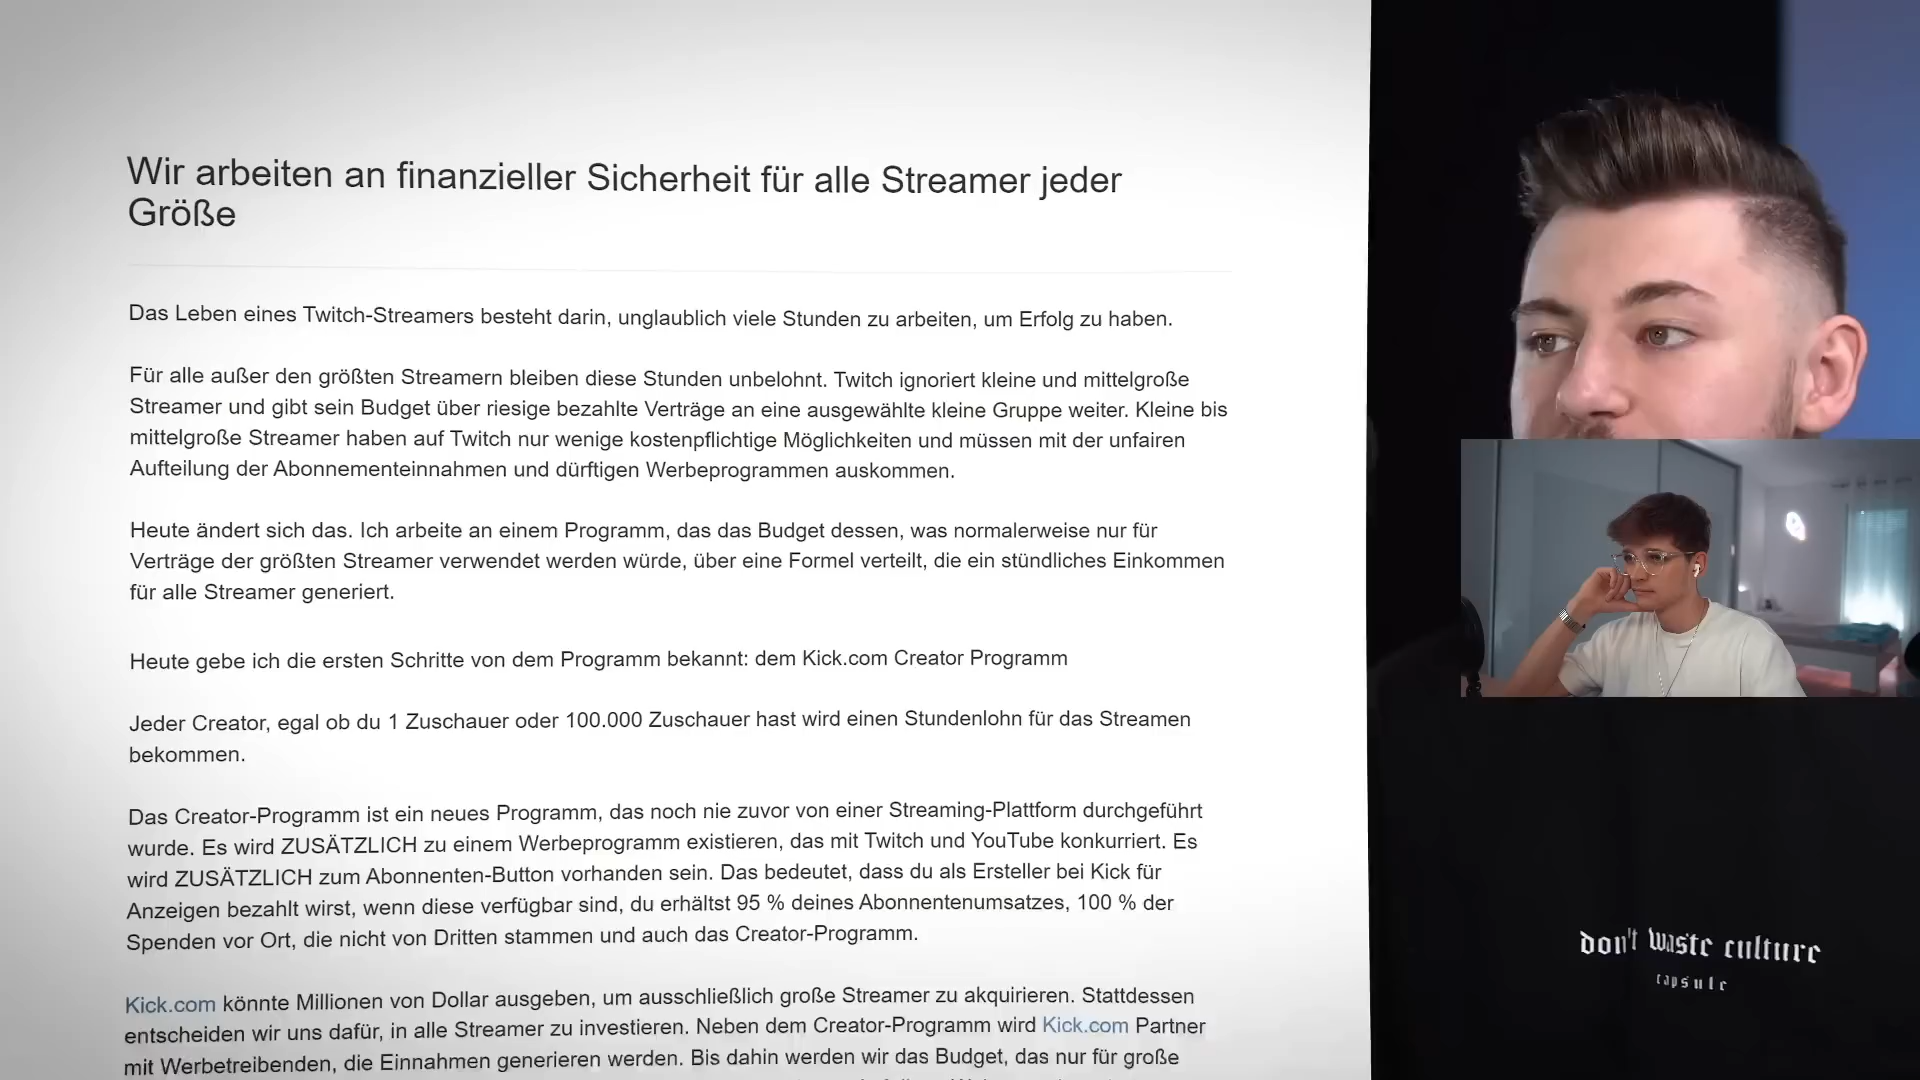 Wir arbeiten an finanzieller Sicherheit für alle Streamer jeder
Größe
Das Leben eines Twitch-Streamers besteht darin, unglaublich viele Stunden zu arbeiten, um Erfolg zu haben.
Für alle außer den größten Streamern bleiben diese Stunden unbelohnt. Twitch ignoriert kleine und mittelgroße
Streamer und gibt sein Budget über riesige bezahlte Verträge an eine ausgewählte kleine Gruppe weiter. Kleine bis
mittelgroße Streamer haben auf Twitch nur wenige kostenpflichtige Möglichkeiten und müssen mit der unfairen
Aufteilung der Abonnementeinnahmen und dürftigen Werbeprogrammen auskommen.
Heute ändert sich das. Ich arbeite an einem Programm, das das Budget dessen, was normalerweise nur für
Verträge der größten Streamer verwendet werden würde, über eine Formel verteilt, die ein stündliches Einkommen
für alle Streamer generiert.
Heute gebe ich die ersten Schritte von dem Programm bekannt: dem Kick.com Creator Programm
Jeder Creator, egal ob du 1 Zuschauer oder 100.000 Zuschauer hast wird einen Stundenlohn für das Streamen
bekommen.
Das Creator-Programm ist ein neues Programm, das noch nie zuvor von einer Streaming-Plattform durchgeführt
wurde. Es wird ZUSÄTZLICH zu einem Werbeprogramm existieren, das mit Twitch und YouTube konkurriert. Es
wird ZUSÄTZLICH zum Abonnenten-Button vorhanden sein. Das bedeutet, dass du als Ersteller bei Kick für
Anzeigen bezahlt wirst, wenn diese verfügbar sind, du erhältst 95 % deines Abonnentenumsatzes, 100 % der
Spenden vor Ort, die nicht von Dritten stammen und auch das Creator-Programm.
Kick.com könnte Millionen von Dollar ausgeben, um ausschließlich große Streamer zu akquirieren. Stattdessen
entscheiden wir uns dafür, in alle Streamer zu investieren. Neben dem Creator-Programm wird Kick.com Partner
mit Werbetreibenden, die Einnahmen generieren werden. Bis dahin werden wir das Budget, das nur für große
don't waste culture
capsule